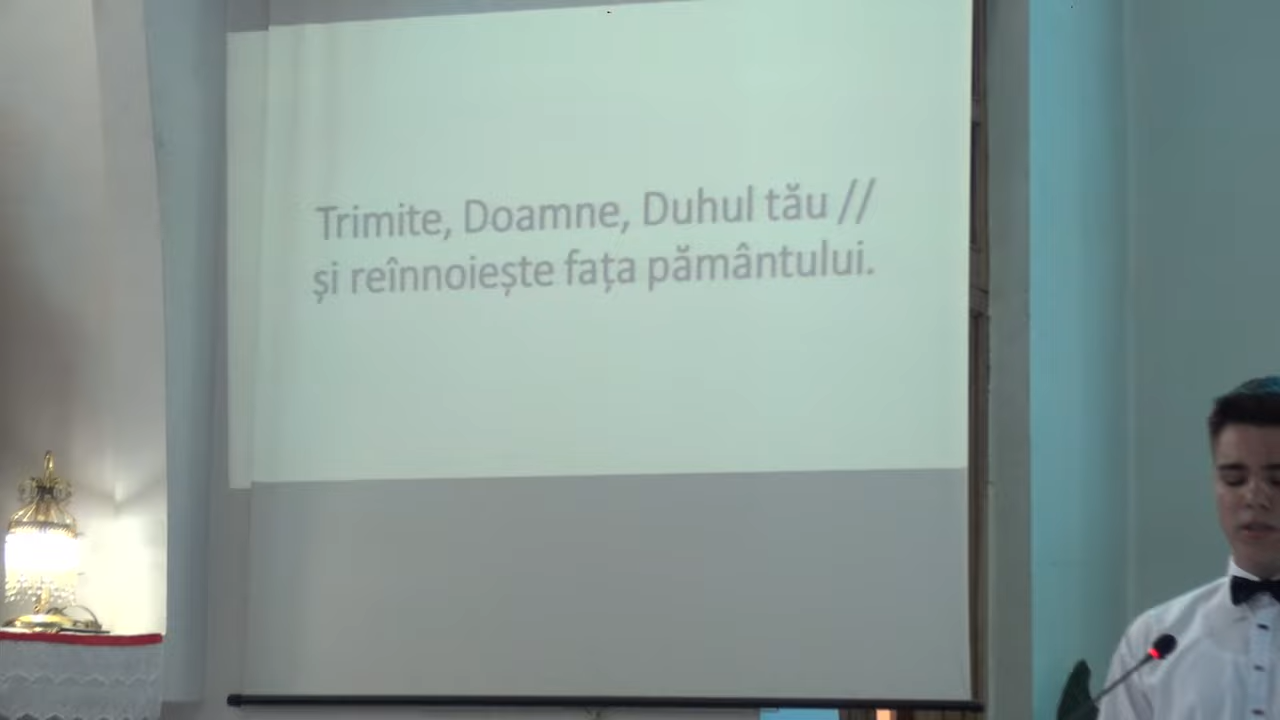 Trimite, Doamne, Duhul tău //
și reînnoiește fața pământului.